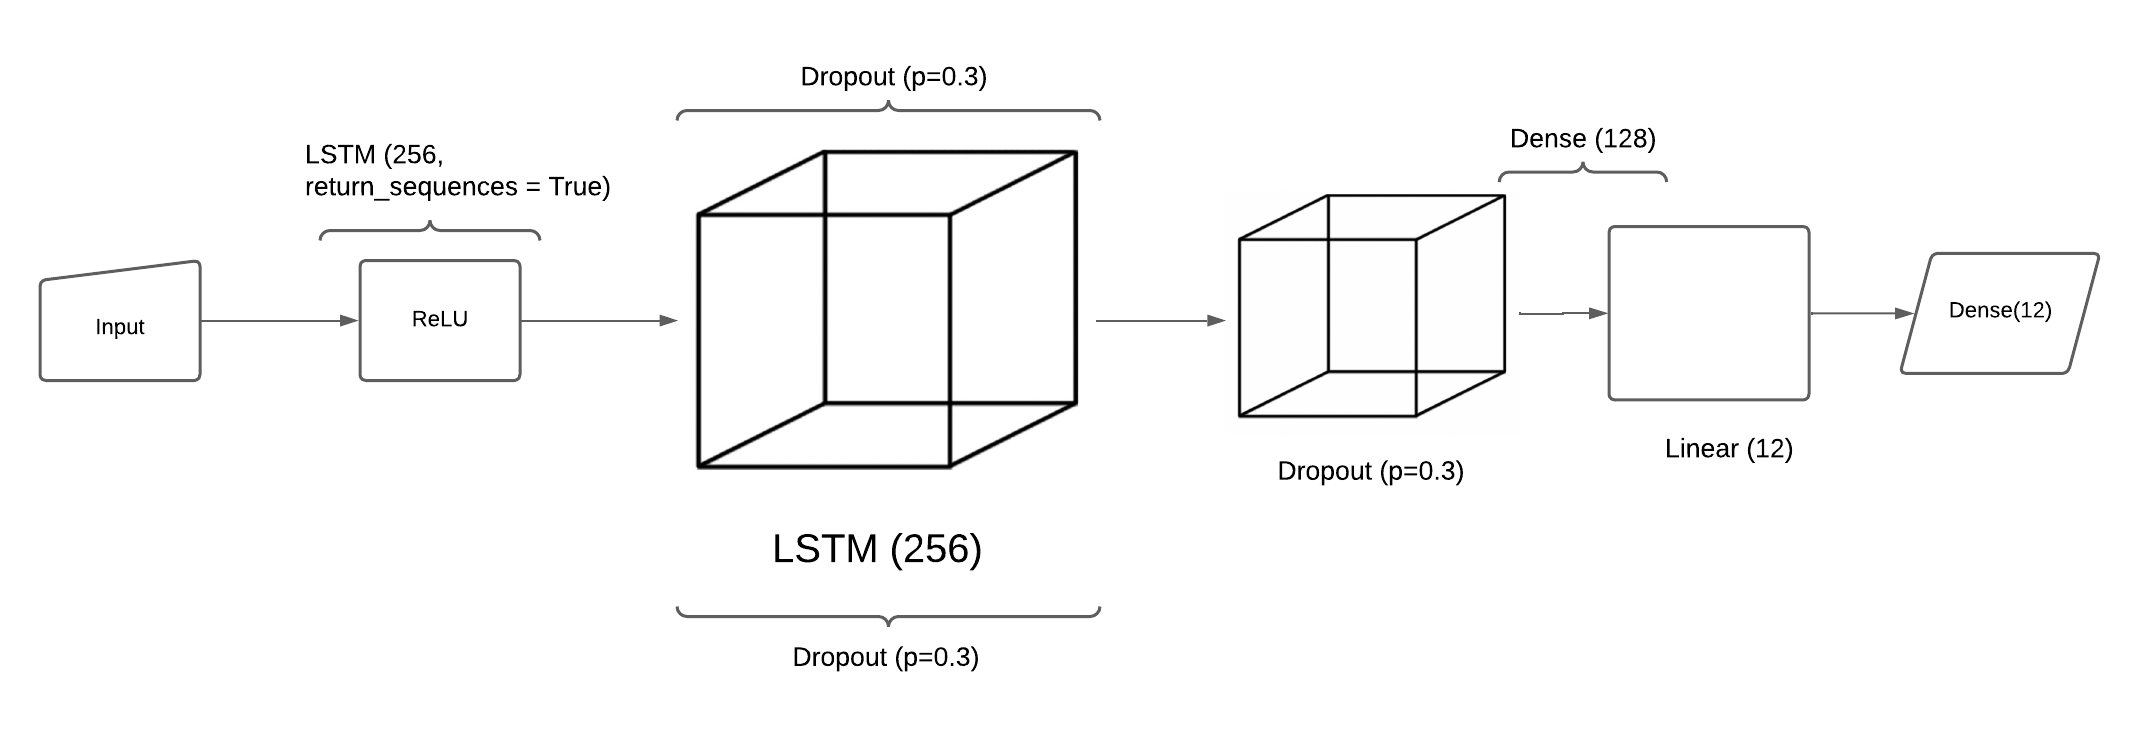 Input
LSTM (256,
return_sequences = True)
ReLU
Dropout (p=0.3)
LSTM (256)
Dropout (p=0.3)
Dropout (p=0.3)
Dense (128)
Linear (12)
Dense(12)